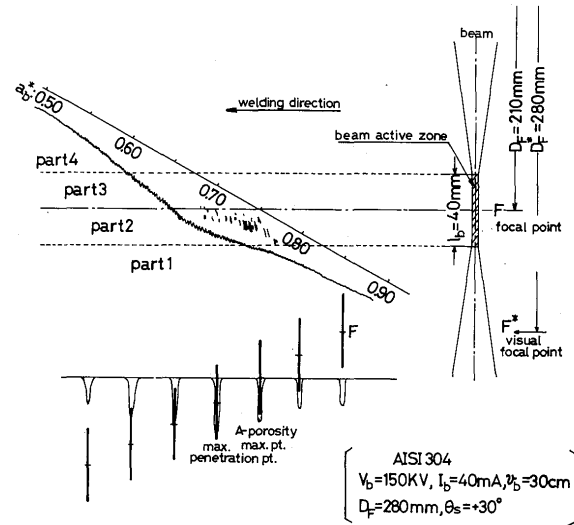 beam
a_b^*: 0.50
0.60
0.70
0.80
0.90
welding direction
beam active zone
part4
part3
part2
part1
l_b=40mm
D_F=210mm
D_F^*=280mm
F
focal point
F*
visual
focal point
F
max.
penetration pt.
A-porosity
max. pt.
AISI 304
V_b=150KV, I_b=40mA, v_b=30cm
D_F=280mm, θs=+30°